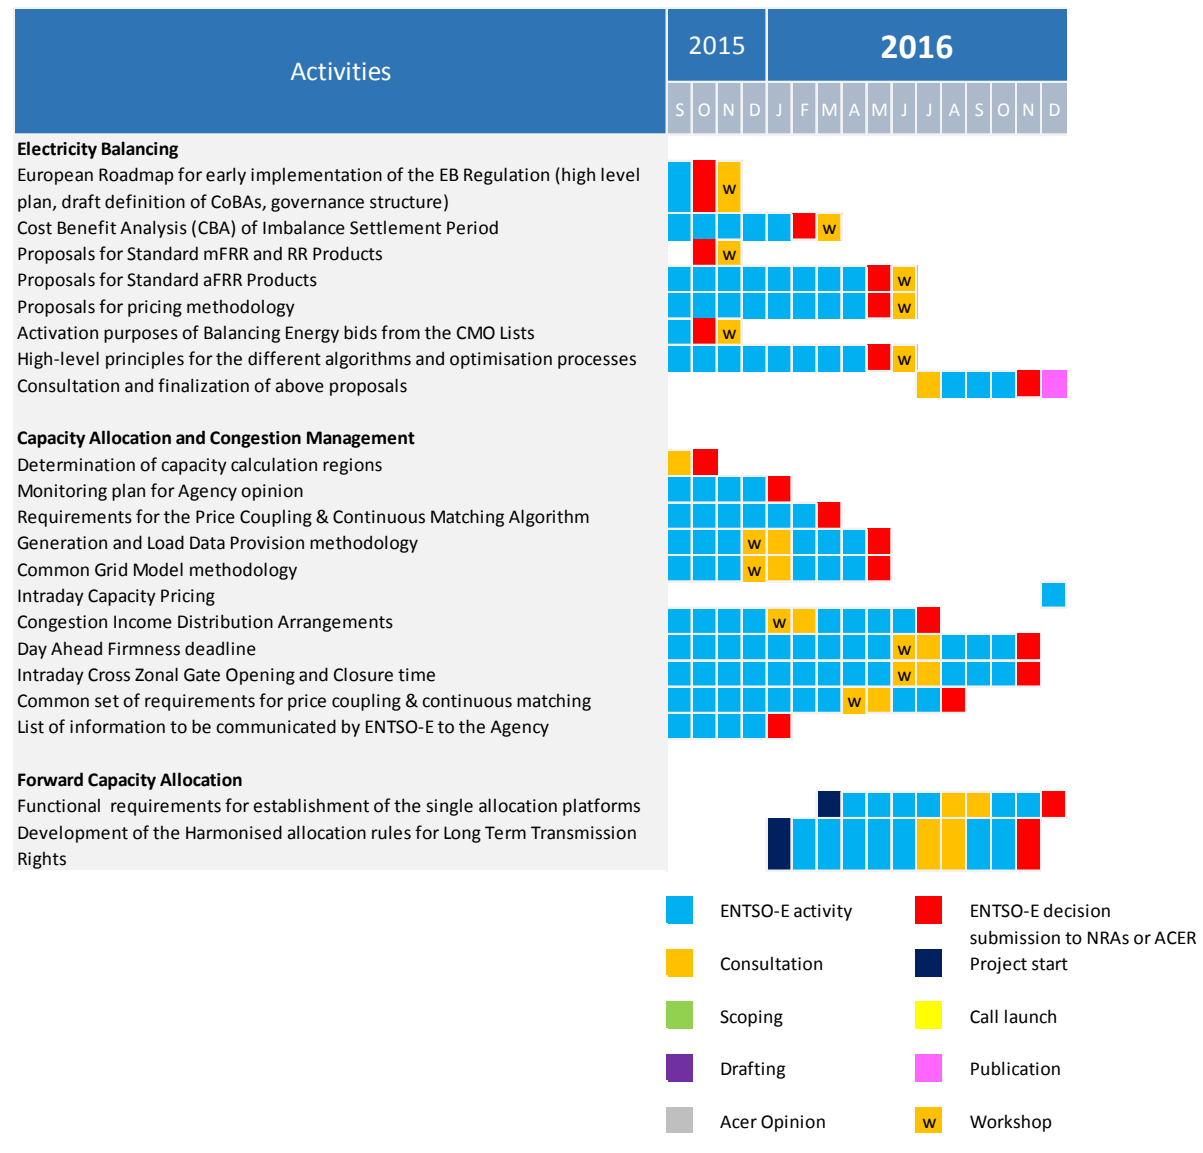 Activities
2015
2016
S O N D J F M A M J J A S O N D
Electricity Balancing
European Roadmap for early implementation of the EB Regulation (high level
plan, draft definition of CoBAs, governance structure)
w
Cost Benefit Analysis (CBA) of Imbalance Settlement Period
w
Proposals for Standard mFRR and RR Products
w
Proposals for Standard aFRR Products
w
Proposals for pricing methodology
w
Activation purposes of Balancing Energy bids from the CMO Lists
w
High-level principles for the different algorithms and optimisation processes
w
Consultation and finalization of above proposals
Capacity Allocation and Congestion Management
Determination of capacity calculation regions
Monitoring plan for Agency opinion
Requirements for the Price Coupling & Continuous Matching Algorithm
Generation and Load Data Provision methodology
w
Common Grid Model methodology
w
Intraday Capacity Pricing
Congestion Income Distribution Arrangements
w
Day Ahead Firmness deadline
w
Intraday Cross Zonal Gate Opening and Closure time
w
Common set of requirements for price coupling & continuous matching
w
List of information to be communicated by ENTSO-E to the Agency
Forward Capacity Allocation
Functional requirements for establishment of the single allocation platforms
Development of the Harmonised allocation rules for Long Term Transmission
Rights
ENTSO-E activity
ENTSO-E decision
submission to NRAs or ACER
Consultation
Project start
Scoping
Call launch
Drafting
Publication
Acer Opinion
w
Workshop